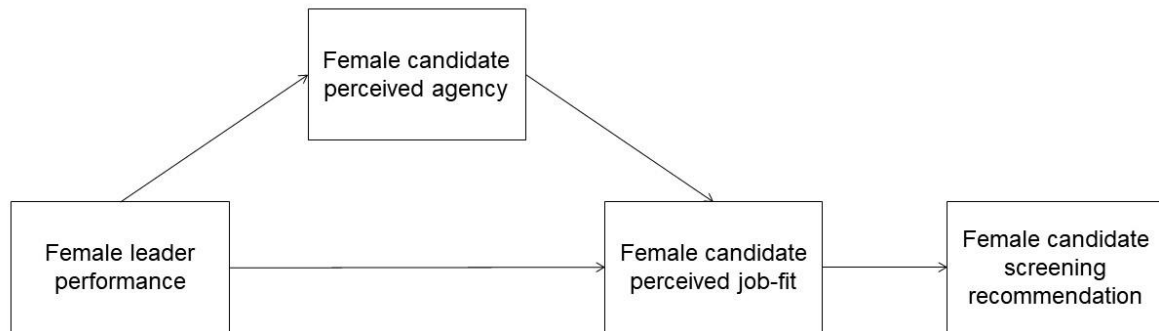 Female candidate
perceived agency
Female leader
performance
Female candidate
perceived job-fit
Female candidate
screening
recommendation